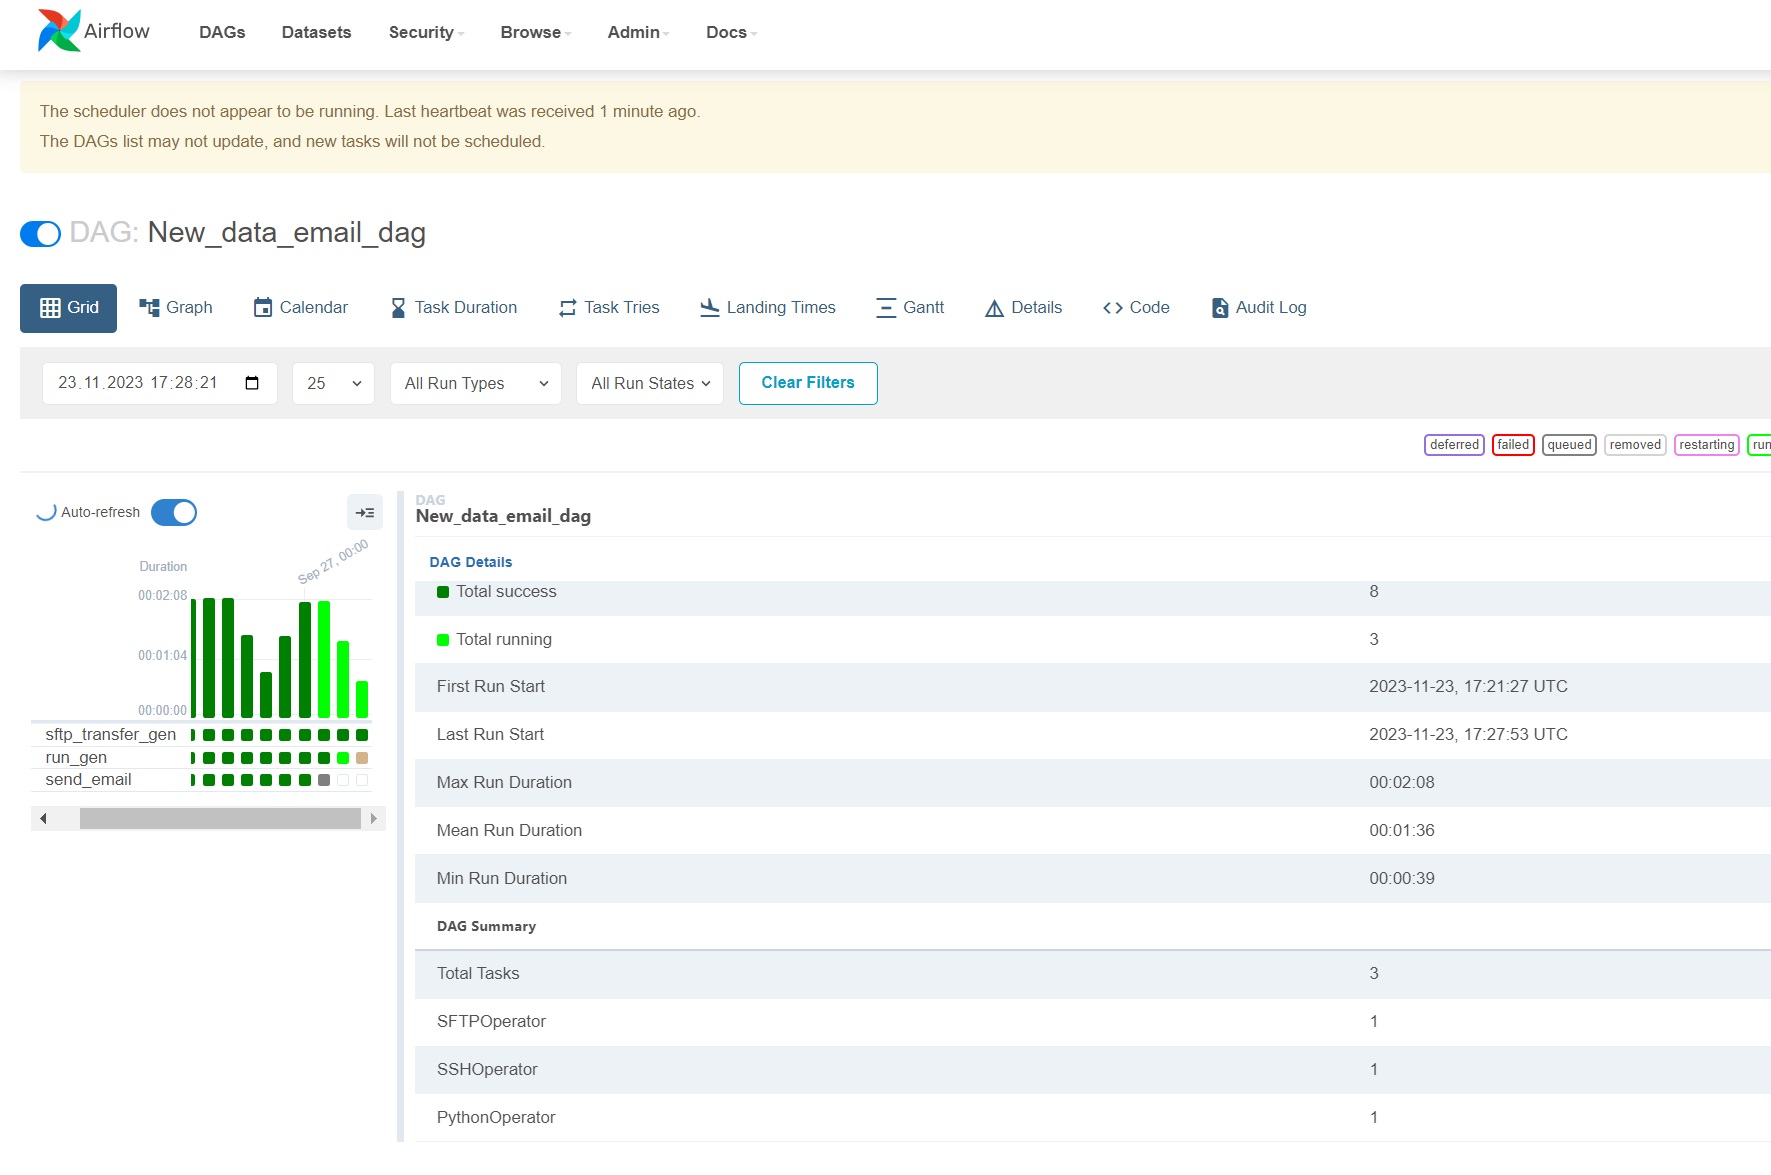 Airflow
DAGs
Datasets
Security
Browse
Admin
Docs
The scheduler does not appear to be running. Last heartbeat was received 1 minute ago.
The DAGs list may not update, and new tasks will not be scheduled.
DAG: New_data_email_dag
Grid
Graph
Calendar
Task Duration
Task Tries
Landing Times
Gantt
Details
Code
Audit Log
23.11.2023 17:28:21
25
All Run Types
All Run States
Clear Filters
deferred
failed
queued
removed
restarting
run
Auto-refresh
Duration
Sep 27, 00:00
00:02:08
00:01:04
00:00:00
sftp_transfer_gen
run_gen
send_email
DAG
New_data_email_dag
DAG Details
Total success 8
Total running 3
First Run Start 2023-11-23, 17:21:27 UTC
Last Run Start 2023-11-23, 17:27:53 UTC
Max Run Duration 00:02:08
Mean Run Duration 00:01:36
Min Run Duration 00:00:39
DAG Summary
Total Tasks 3
SFTPOperator 1
SSHOperator 1
PythonOperator 1